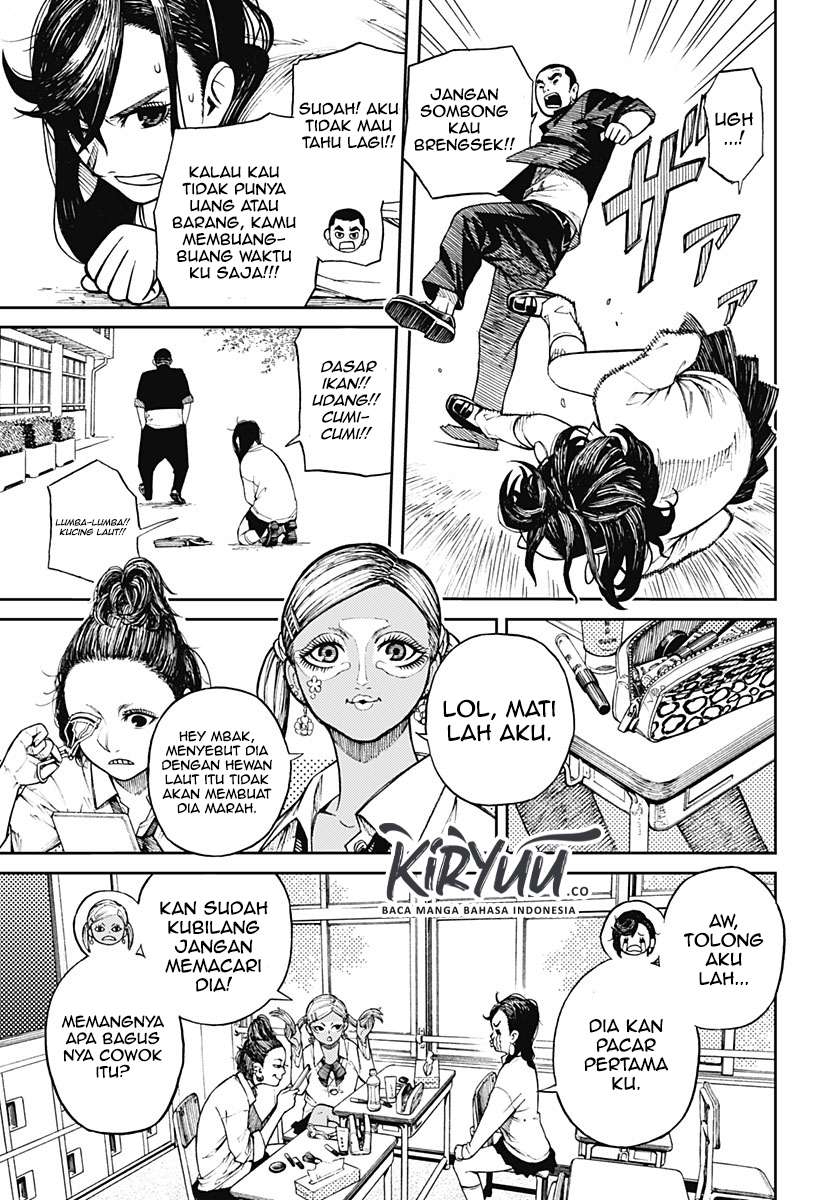 UGH
...!
JANGAN
SOMBONG
KAU
BRENGSEK!!
ザ
ァ
ァ
SUDAH! AKU
TIDAK MAU
TAHU LAGI!!
KALAU KAU
TIDAK PUNYA
UANG ATAU
BARANG, KAMU
MEMBUANG-
BUANG WAKTU
KU SAJA!!!
DASAR
IKAN!!
UDANG!!
CUMI-
CUMI!!
LUMBA-LUMBA!!
KUCING LAUT!!
LOL, MATI
LAH AKU.
HEY MBAK,
MENYEBUT DIA
DENGAN HEWAN
LAUT ITU TIDAK
AKAN MEMBUAT
DIA MARAH.
KIRYUU.CO
BACA MANGA BAHASA INDONESIA
AW,
TOLONG
AKU
LAH...
DIA KAN
PACAR
PERTAMA
KU.
KAN SUDAH
KUBILANG
JANGAN
MEMACARI
DIA!
MEMANGNYA
APA BAGUS
NYA COWOK
ITU?